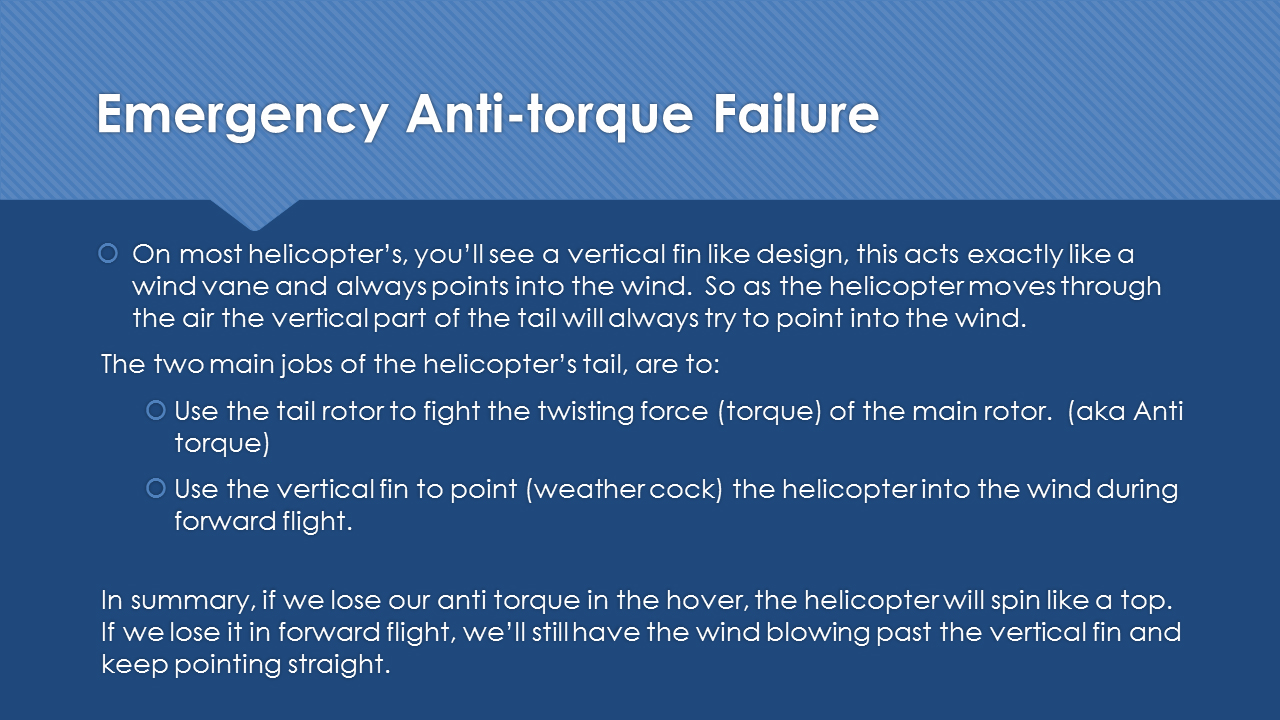 Emergency Anti-torque Failure
On most helicopter’s, you’ll see a vertical fin like design, this acts exactly like a
wind vane and always points into the wind.  So as the helicopter moves through
the air the vertical part of the tail will always try to point into the wind.
The two main jobs of the helicopter’s tail, are to:
Use the tail rotor to fight the twisting force (torque) of the main rotor.  (aka Anti
torque)
Use the vertical fin to point (weather cock) the helicopter into the wind during
forward flight.
In summary, if we lose our anti torque in the hover, the helicopter will spin like a top.
If we lose it in forward flight, we’ll still have the wind blowing past the vertical fin and
keep pointing straight.